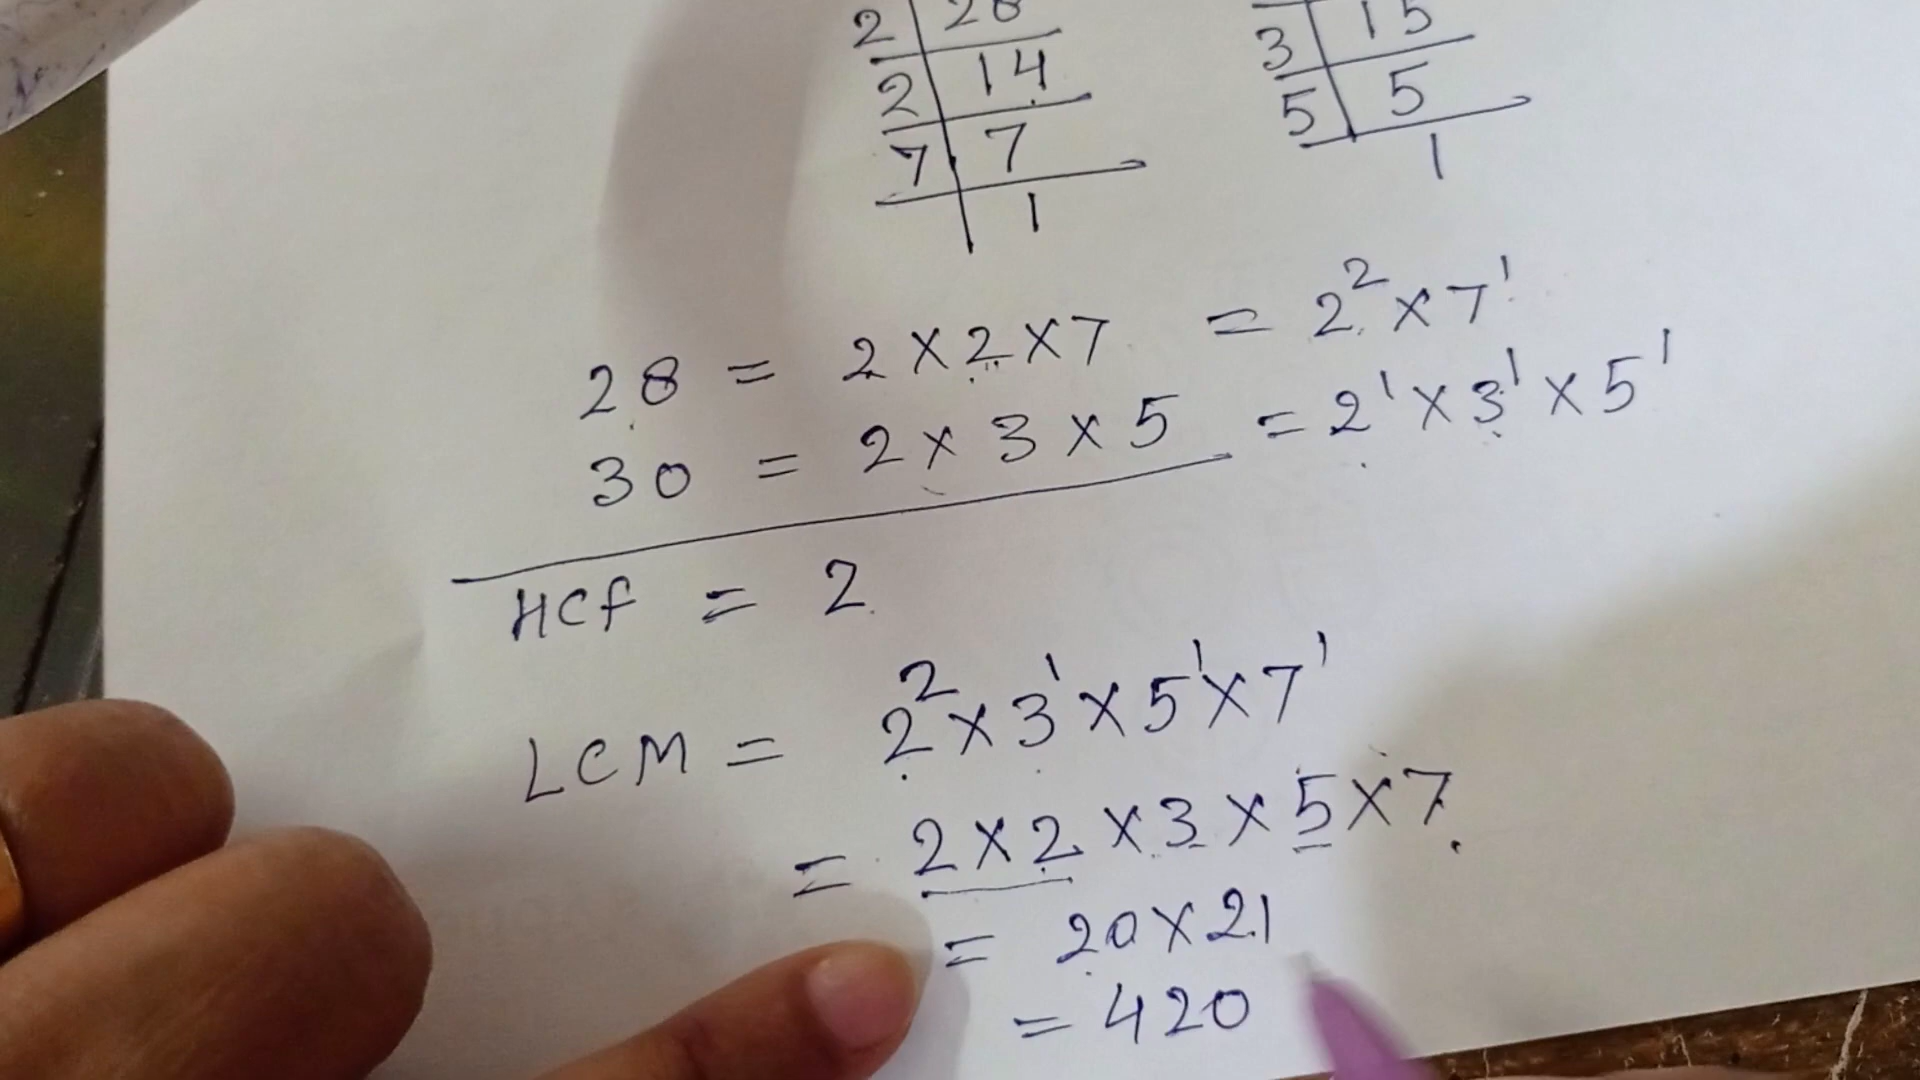 2 | 28
3 | 15
2 | 14
5 | 5
7 | 7
1
1
28 = 2 × 2 × 7 = 2² × 7¹
30 = 2 × 3 × 5 = 2¹ × 3¹ × 5¹
HCf = 2
LCM = 2² × 3¹ × 5¹ × 7¹
= 2 × 2 × 3 × 5 × 7
= 20 × 21
= 420